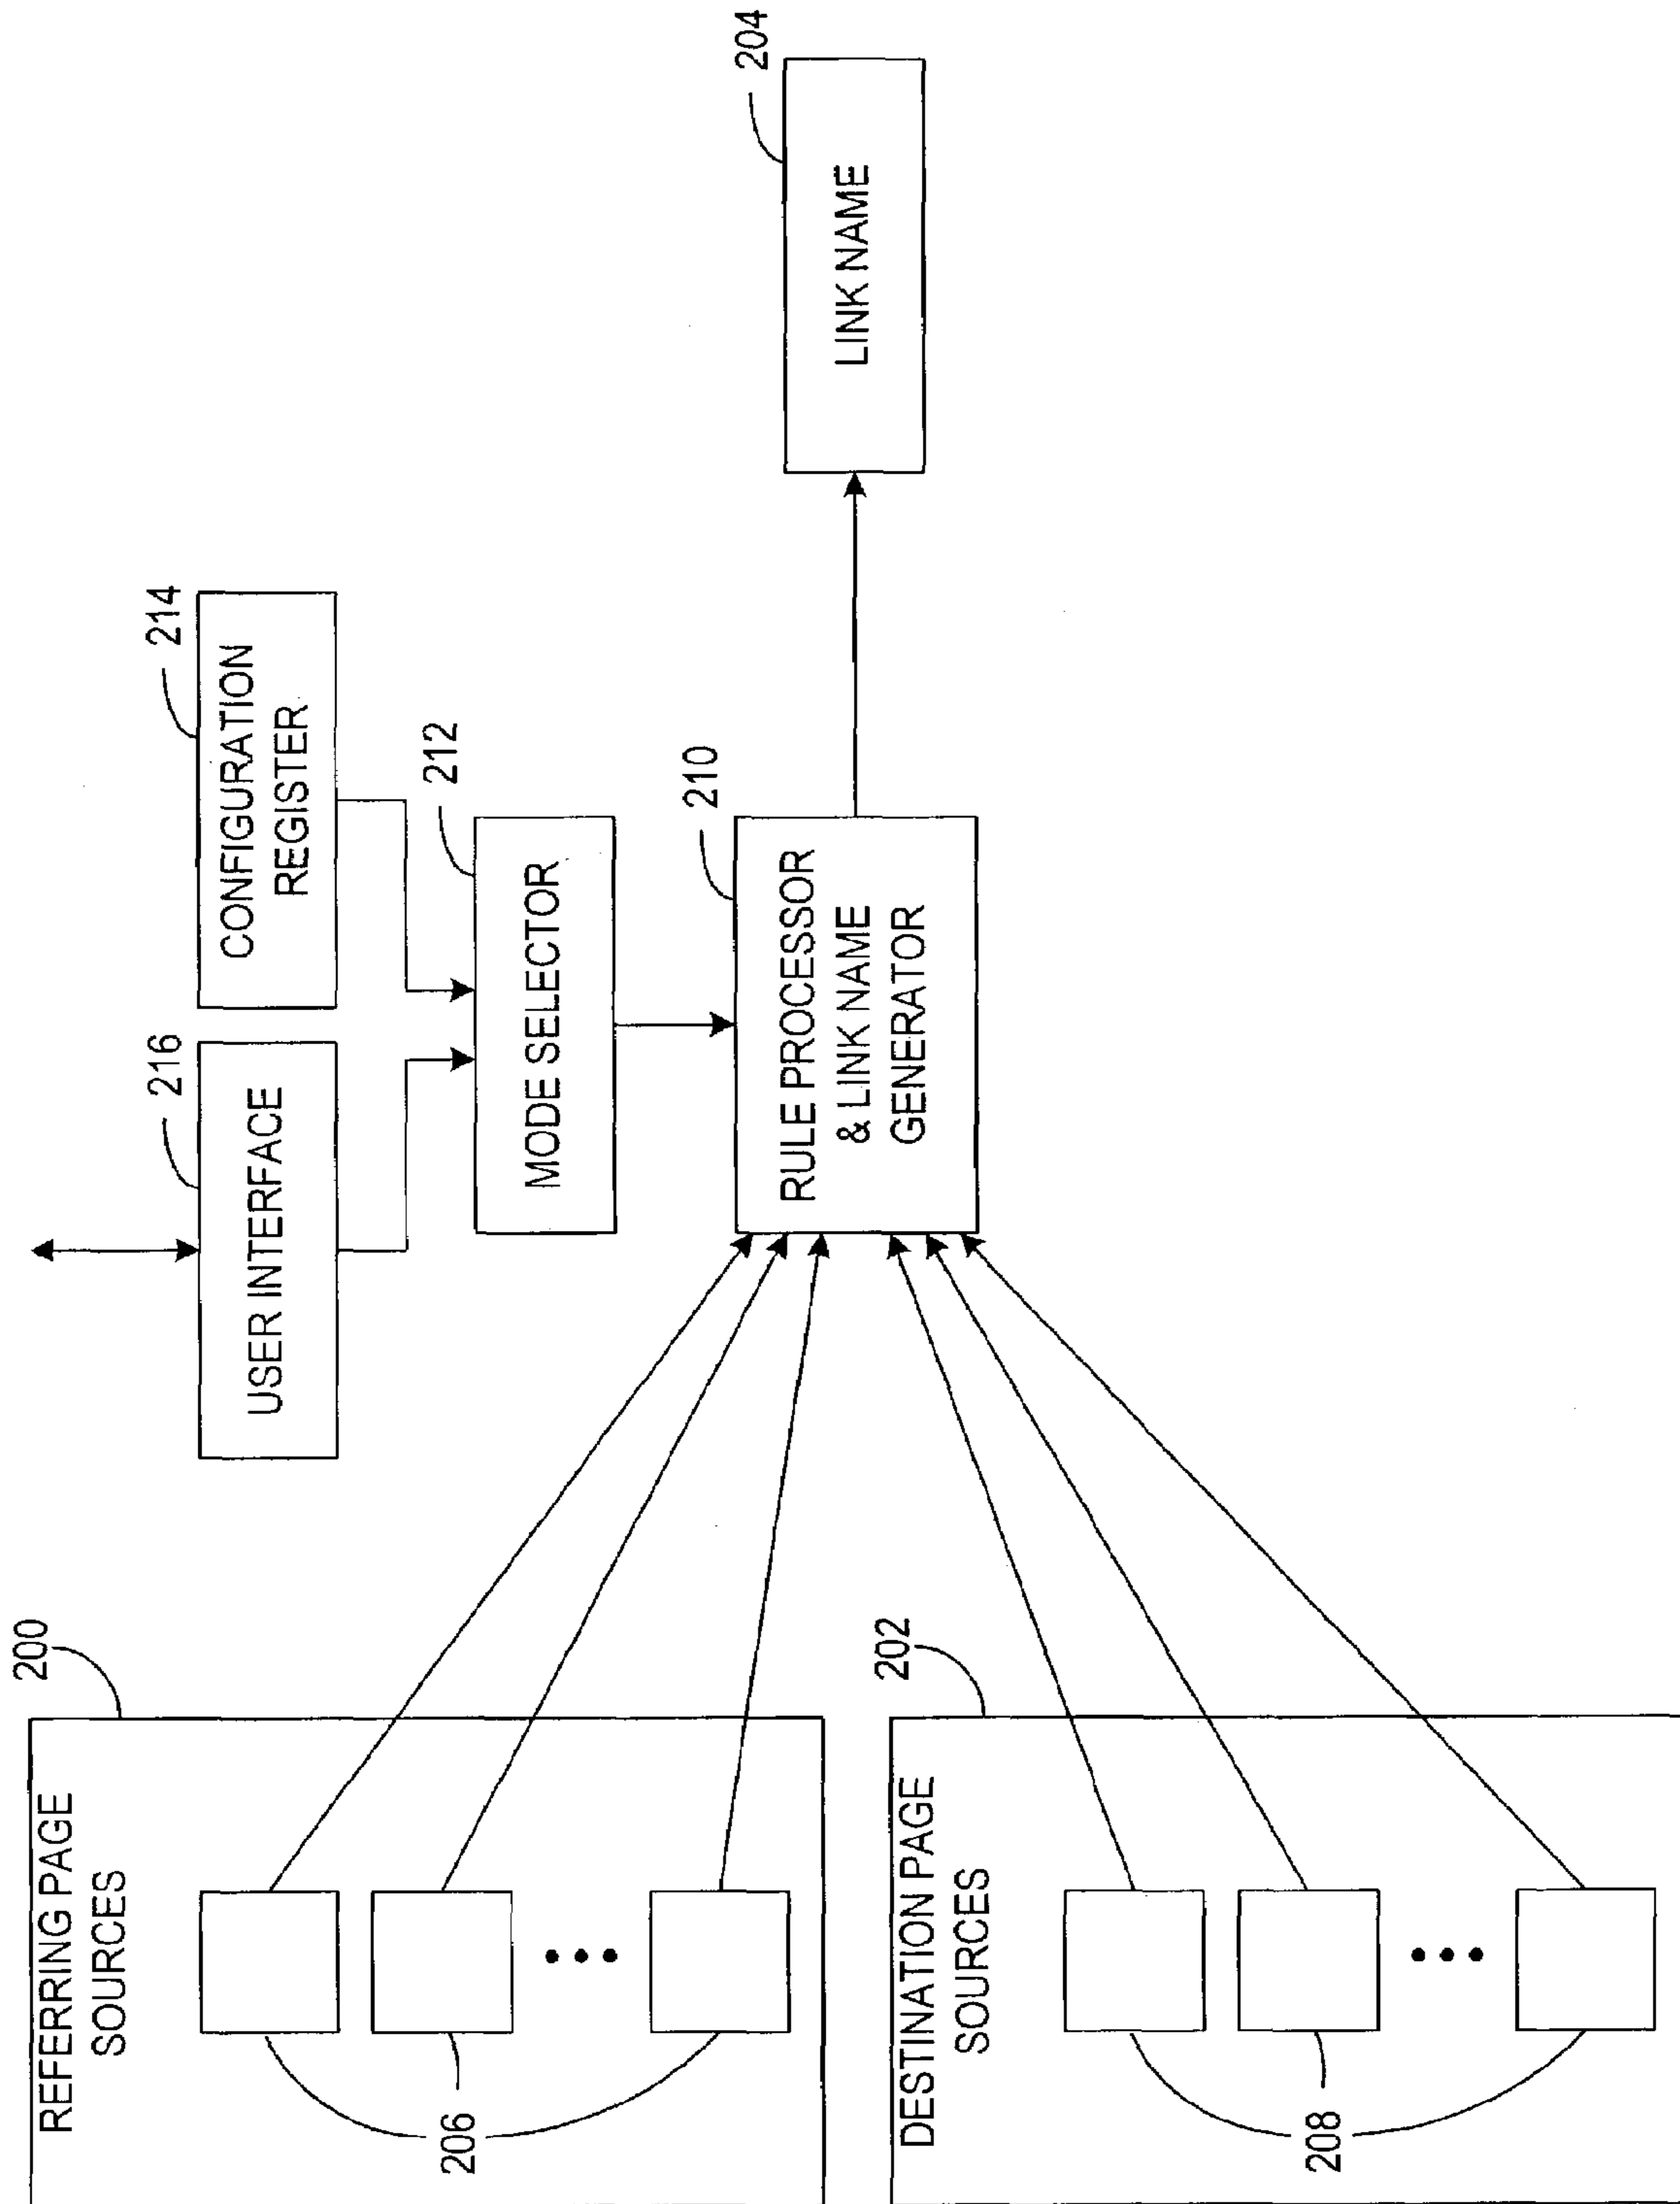 REFERRING PAGE
SOURCES
200
206
DESTINATION PAGE
SOURCES
202
208
USER INTERFACE
216
CONFIGURATION
REGISTER
214
MODE SELECTOR
212
RULE PROCESSOR
& LINK NAME
GENERATOR
210
LINK NAME
204